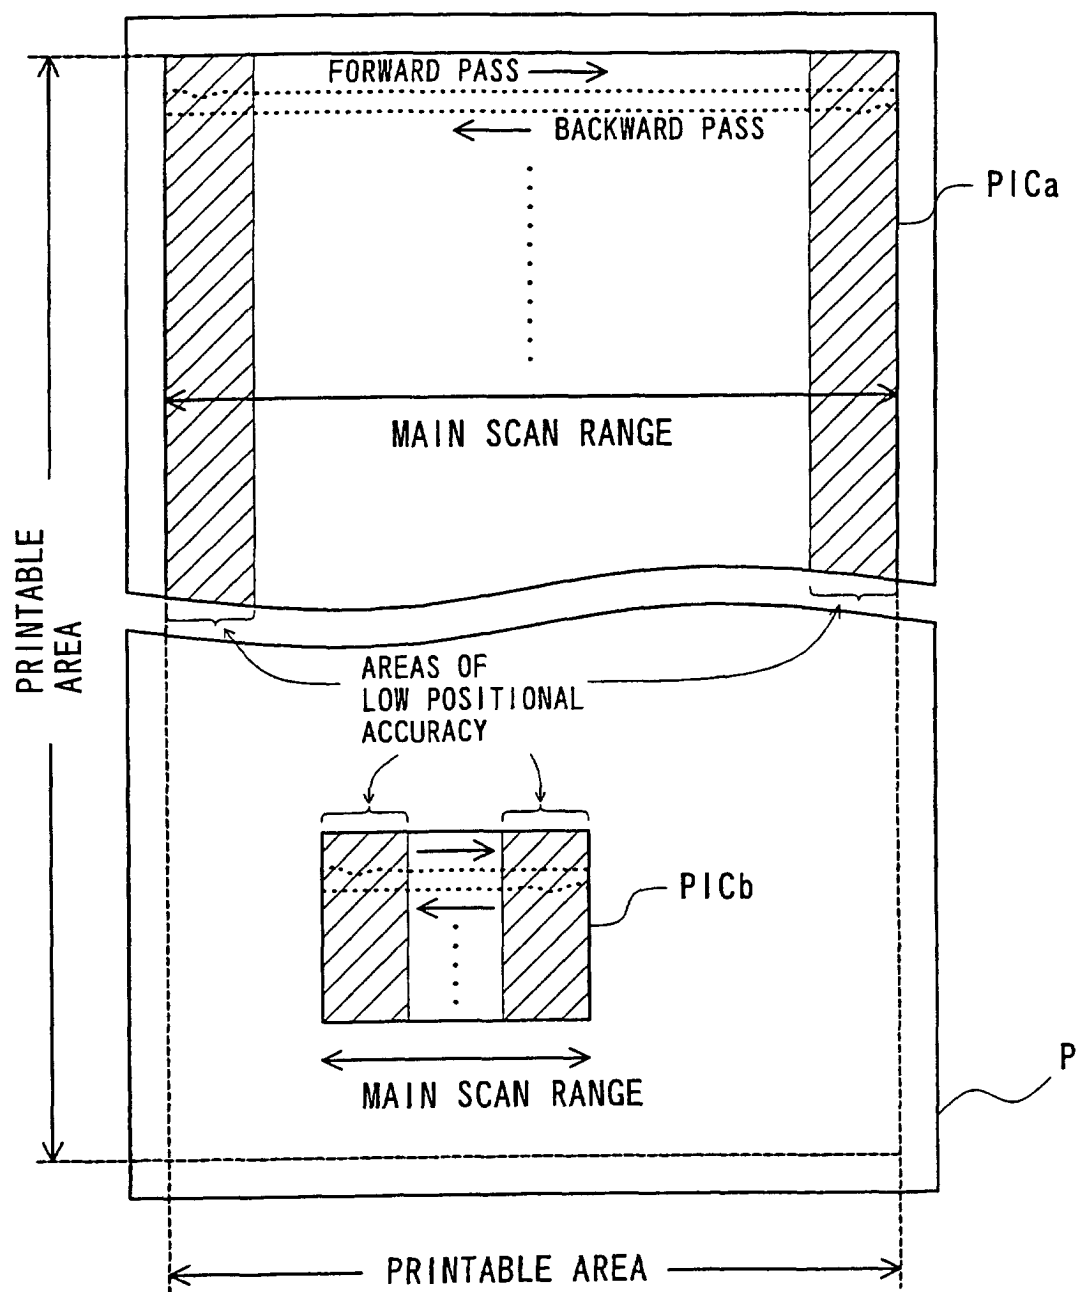 FORWARD PASS
BACKWARD PASS
PICa
MAIN SCAN RANGE
PRINTABLE
AREA
AREAS OF
LOW POSITIONAL
ACCURACY
PICb
MAIN SCAN RANGE
P
PRINTABLE AREA